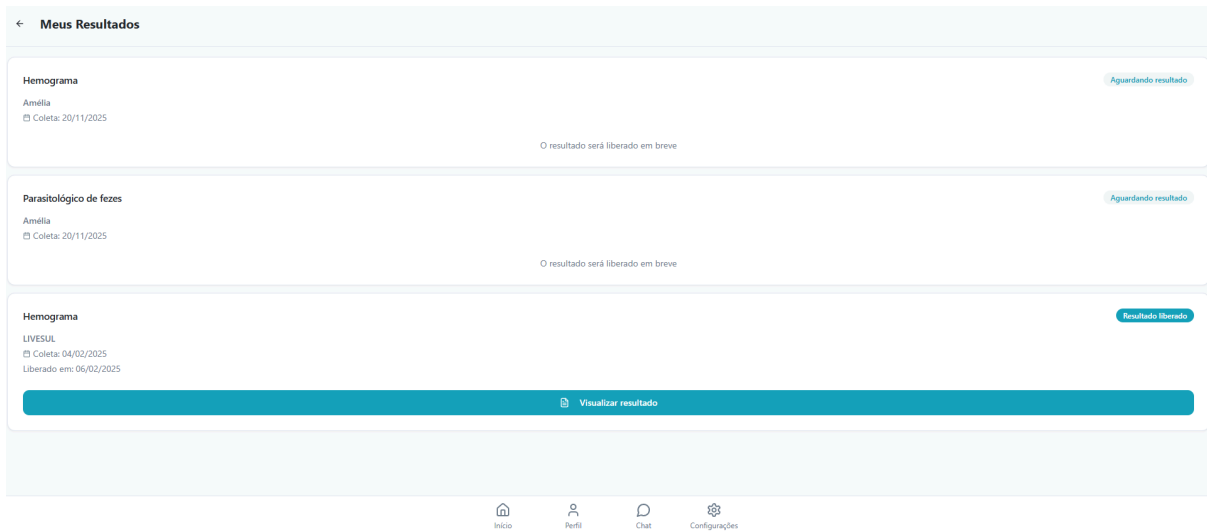 Meus Resultados
Hemograma
Aguardando resultado
Amélia
Coleta: 20/11/2025
O resultado será liberado em breve
Parasitológico de fezes
Aguardando resultado
Amélia
Coleta: 20/11/2025
O resultado será liberado em breve
Hemograma
Resultado liberado
LIVESUL
Coleta: 04/02/2025
Liberado em: 06/02/2025
Visualizar resultado
Início
Perfil
Chat
Configurações